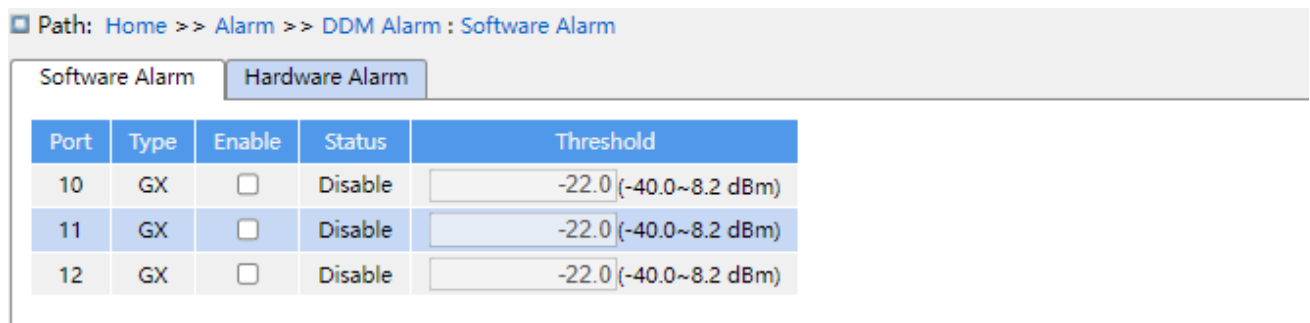 Path: Home >> Alarm >> DDM Alarm : Software Alarm
Software Alarm Hardware Alarm
Port Type Enable Status Threshold
10 GX Disable -22.0 (-40.0~8.2 dBm)
11 GX Disable -22.0 (-40.0~8.2 dBm)
12 GX Disable -22.0 (-40.0~8.2 dBm)